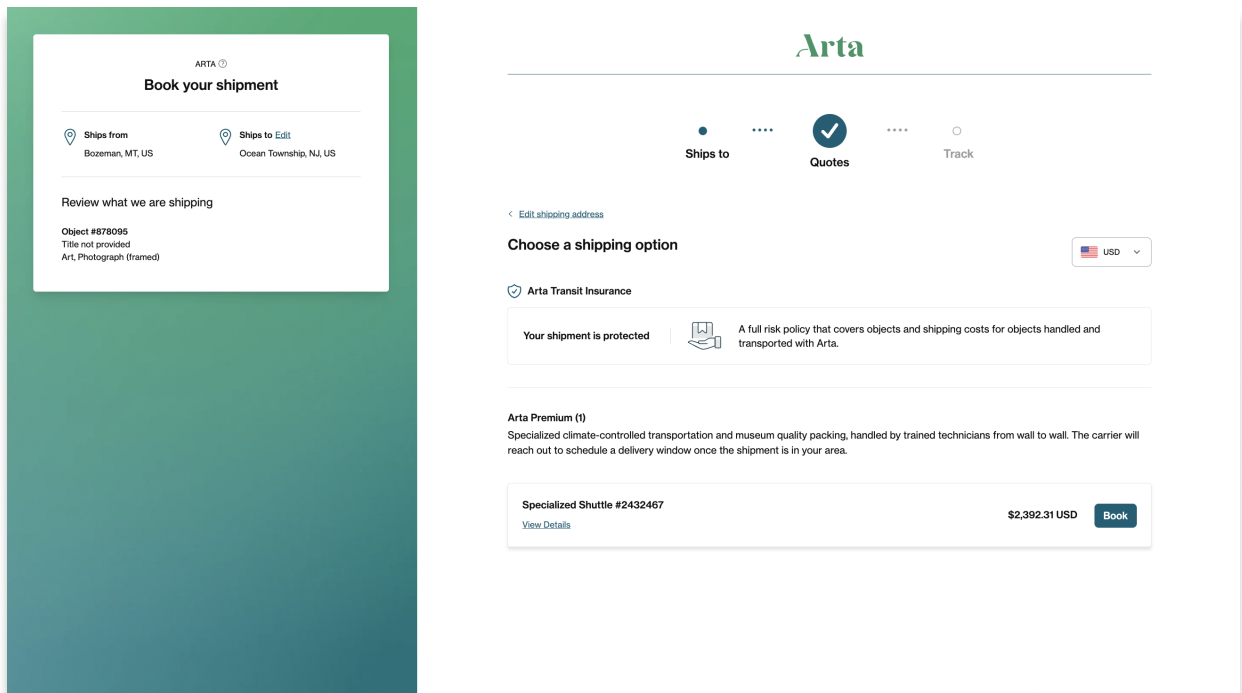 ARTA ?
Book your shipment
Ships from
Bozeman, MT, US
Ships to Edit
Ocean Township, NJ, US
Review what we are shipping
Object #878095
Title not provided
Art, Photograph (framed)
Arta
Ships to
Quotes
Track
< Edit shipping address
Choose a shipping option
USD
Arta Transit Insurance
Your shipment is protected
A full risk policy that covers objects and shipping costs for objects handled and
transported with Arta.
Arta Premium (1)
Specialized climate-controlled transportation and museum quality packing, handled by trained technicians from wall to wall. The carrier will
reach out to schedule a delivery window once the shipment is in your area.
Specialized Shuttle #2432467
View Details
$2,392.31 USD
Book